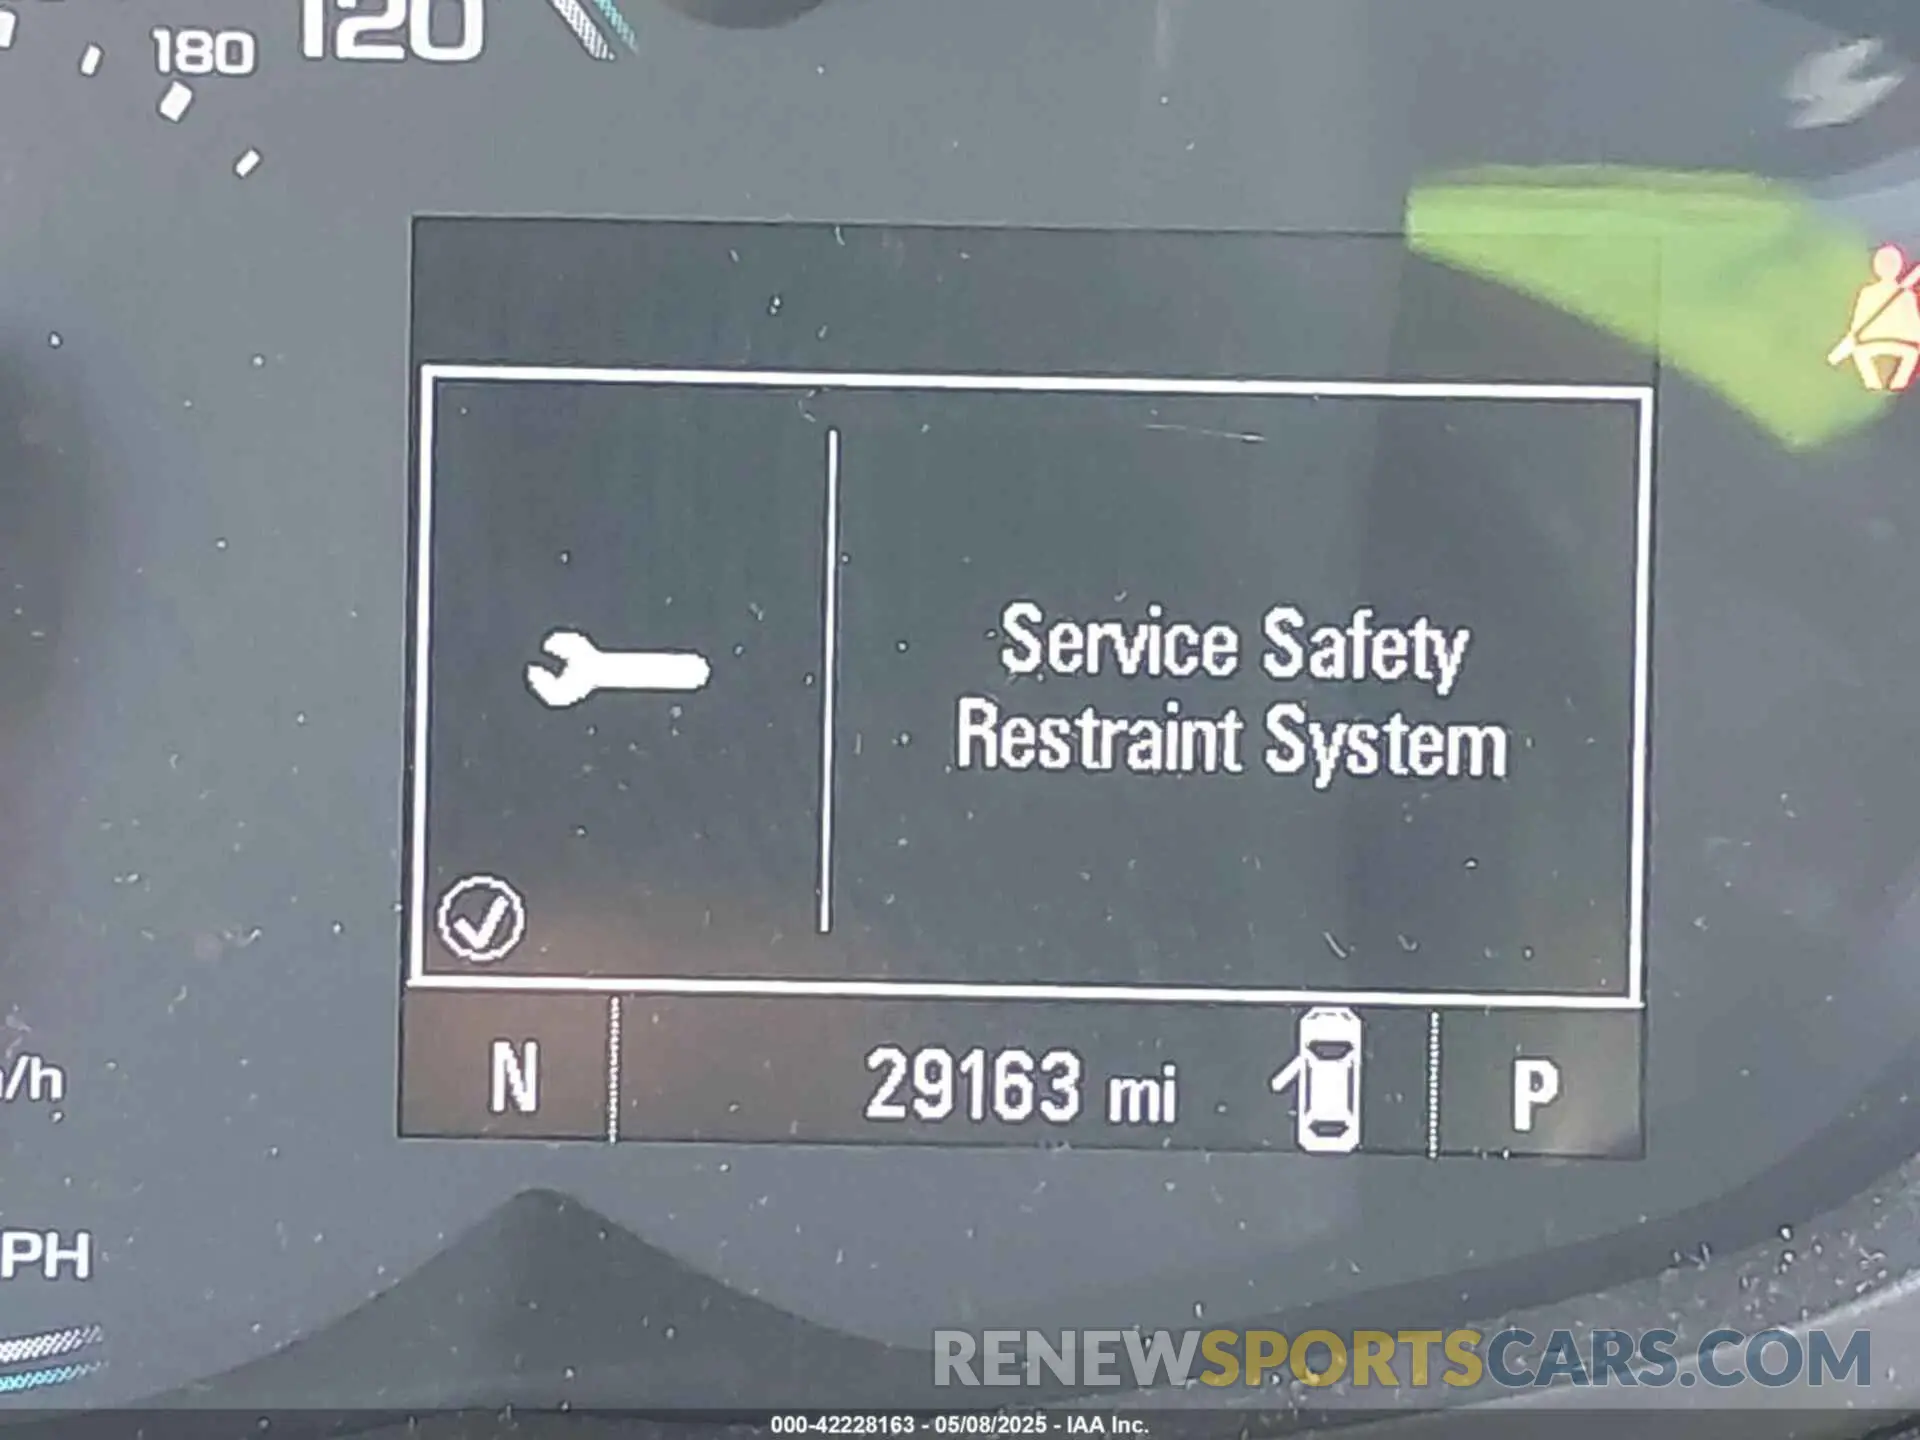 180 120
Service Safety
Restraint System
N 29163 mi P
/h
PH
RENEWSPORTSCARS.COM
000-42228163 - 05/08/2025 - IAA Inc.